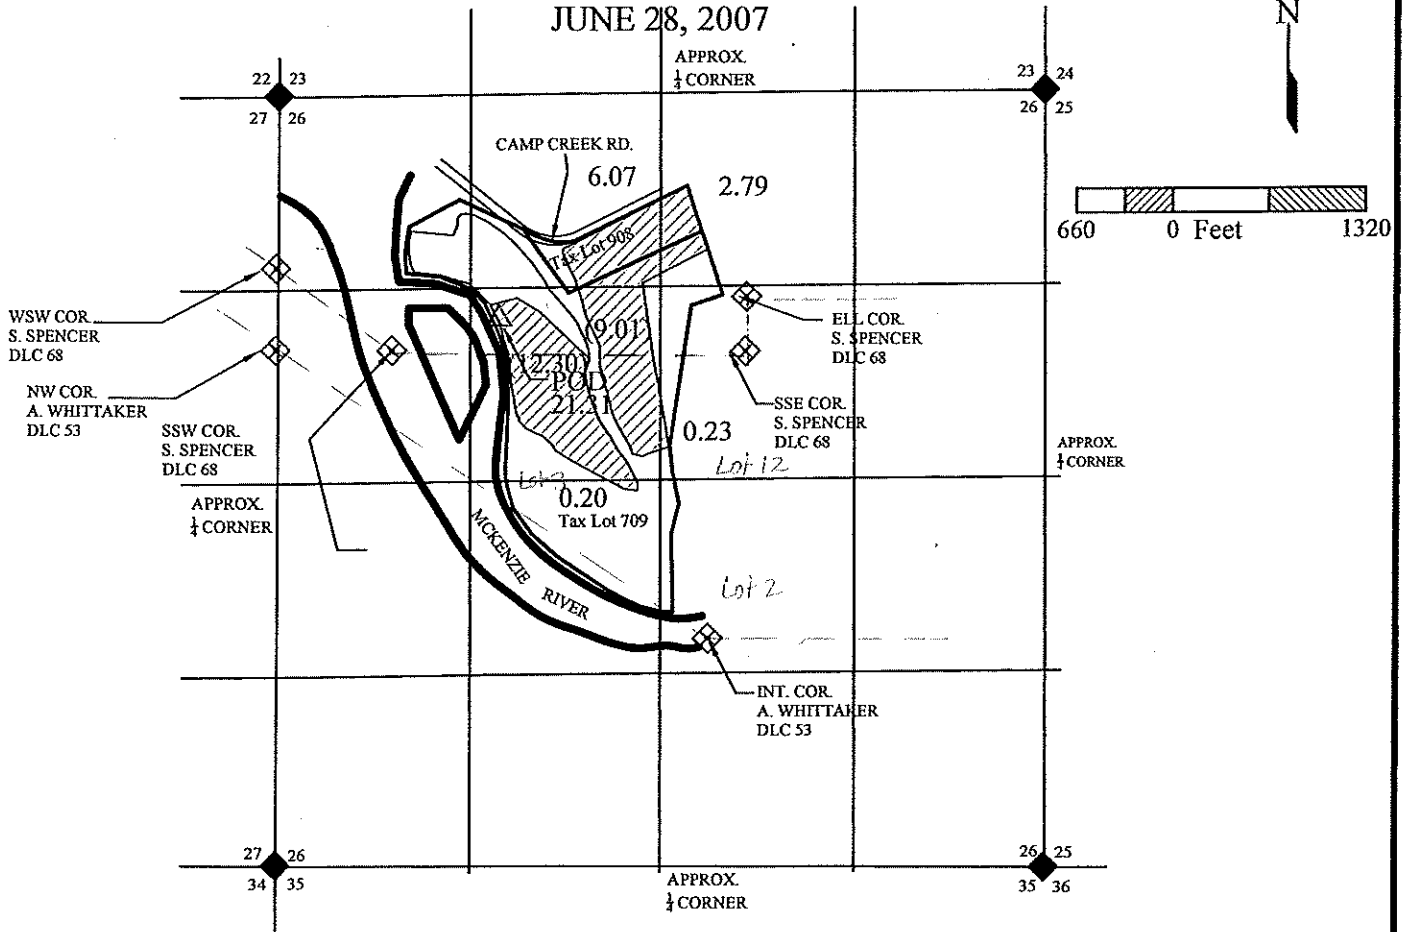 JUNE 28, 2007
N
APPROX.
1/4 CORNER
22 23
27 26
23 24
26 25
CAMP CREEK RD.
6.07
2.79
660 0 Feet 1320
Tax Lot 908
WSW COR.
S. SPENCER
DLC 68
ELL COR.
S. SPENCER
DLC 68
(9.01)
(12.30)
POD
21.31
NW COR.
A. WHITTAKER
DLC 53
SSW COR.
S. SPENCER
DLC 68
SSE COR.
S. SPENCER
DLC 68
0.23
Lot 12
APPROX.
1/4 CORNER
Lot 3
0.20
Tax Lot 709
APPROX.
1/4 CORNER
MCKENZIE RIVER
Lot 2
INT. COR.
A. WHITTAKER
DLC 53
27 26
34 35
26 25
35 36
APPROX.
1/4 CORNER